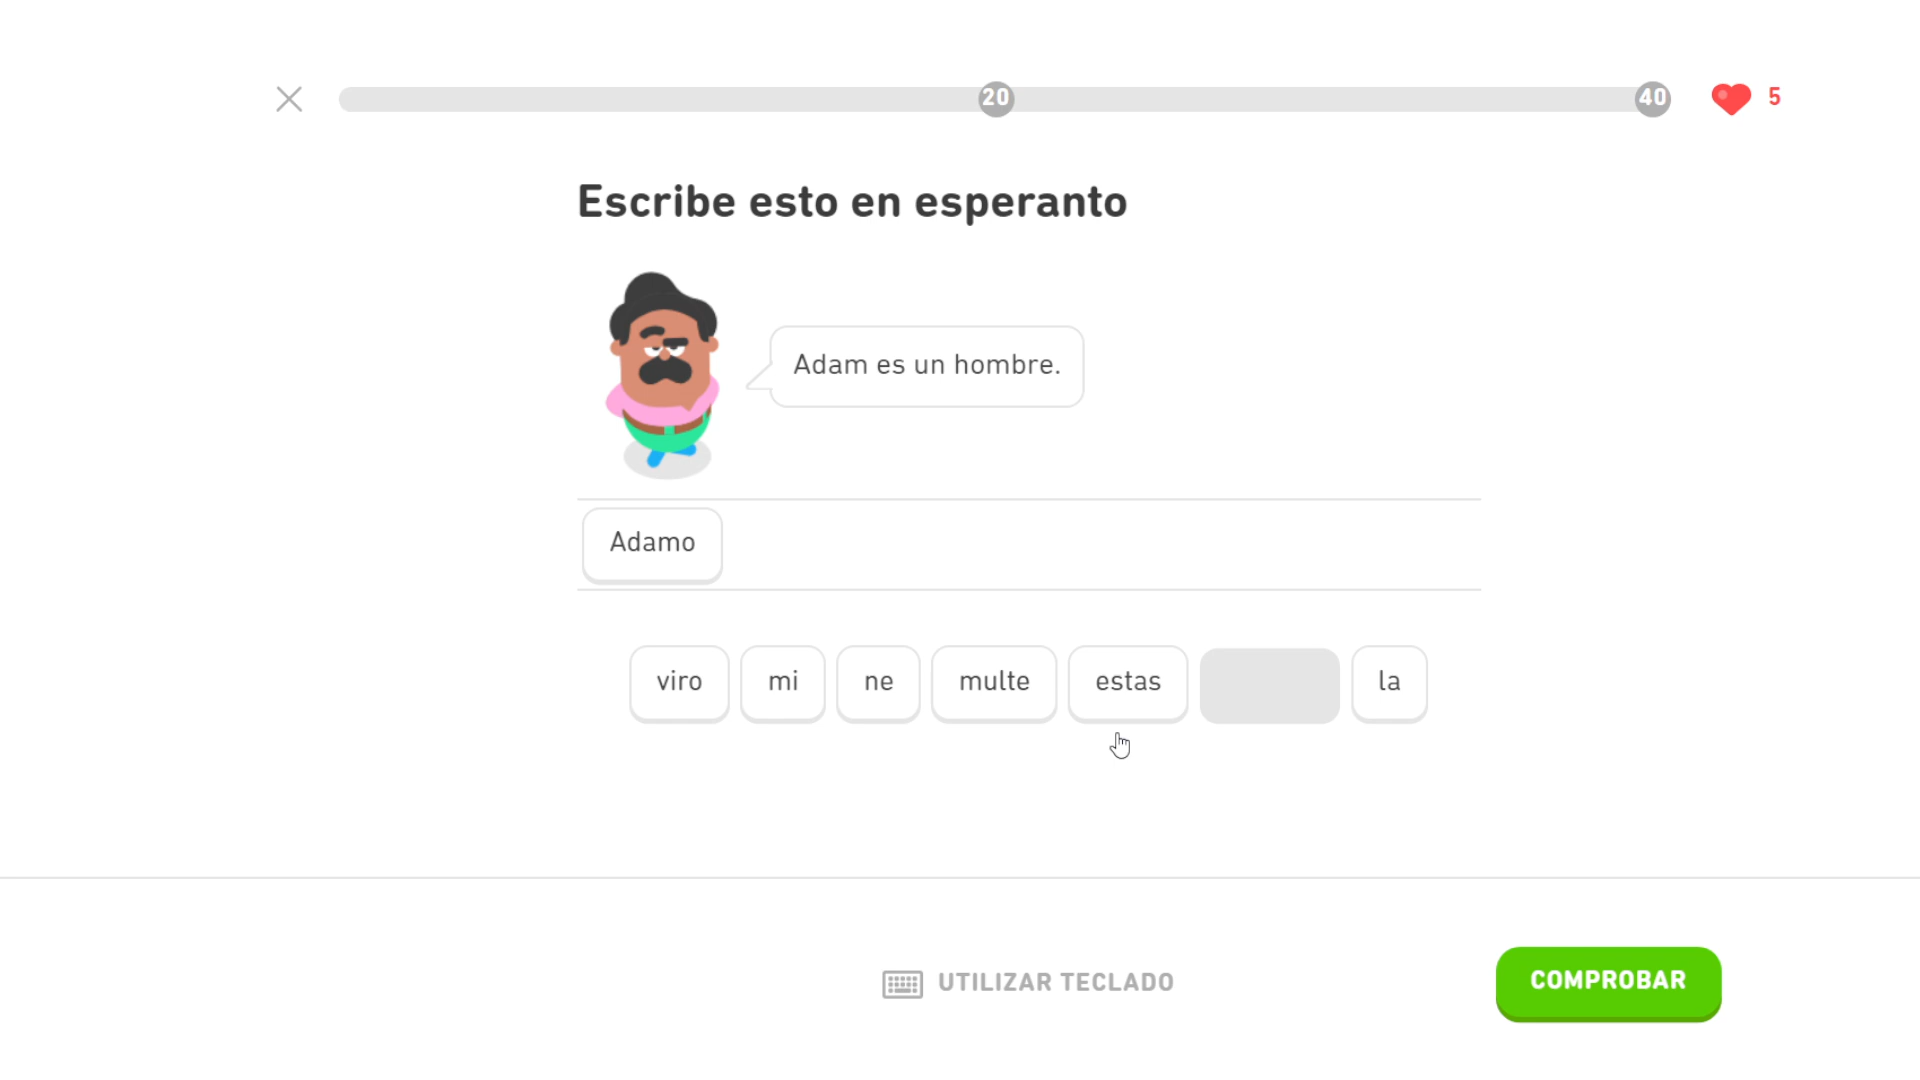 20 40 5
Escribe esto en esperanto
Adam es un hombre.
Adamo
viro mi ne multe estas la
UTILIZAR TECLADO COMPROBAR